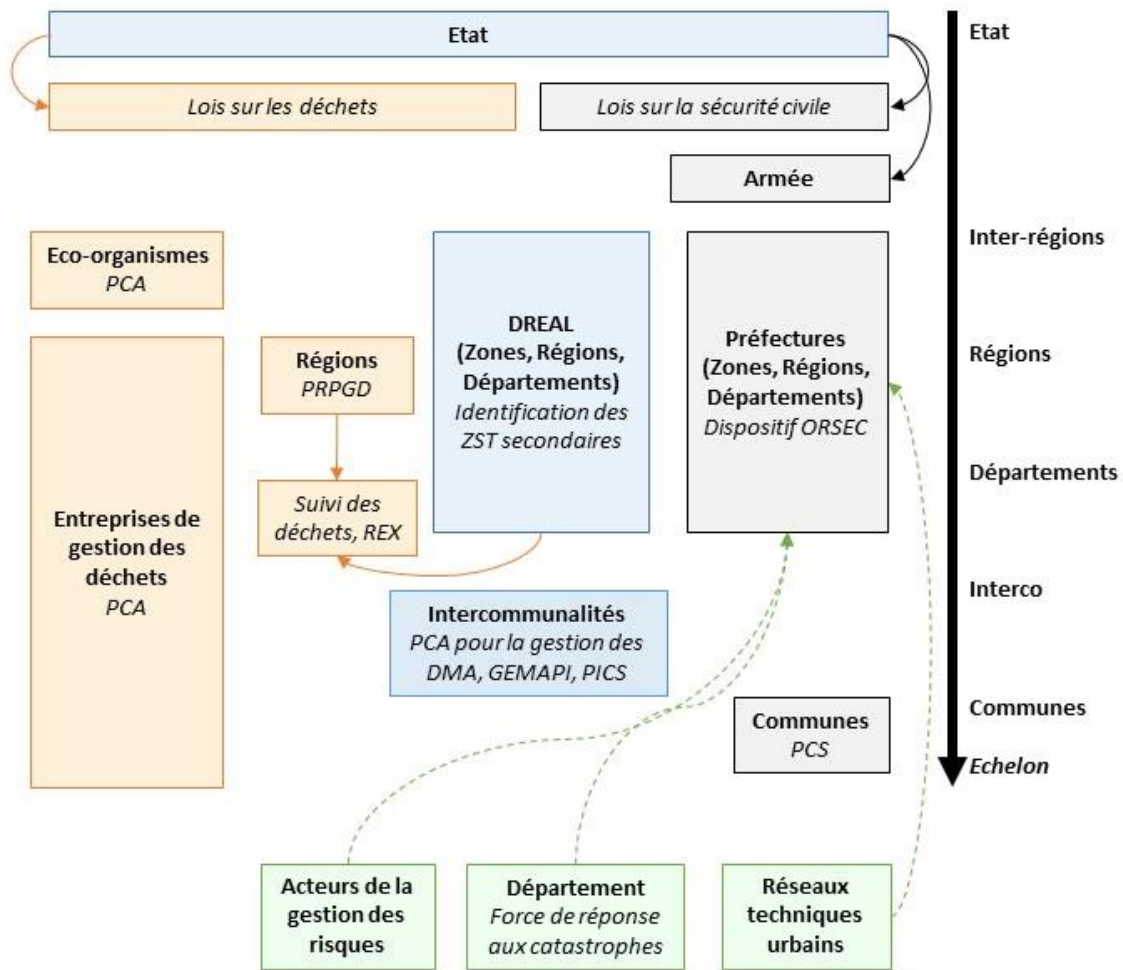 Etat
Etat
Lois sur les déchets
Lois sur la sécurité civile
Armée
Eco-organismes
PCA
Inter-régions
DREAL
(Zones, Régions,
Départements)
Identification des
ZST secondaires
Préfectures
(Zones, Régions,
Départements)
Dispositif ORSEC
Régions
PRPGD
Régions
Suivi des
déchets, REX
Départements
Entreprises de
gestion des
déchets
PCA
Intercommunalités
PCA pour la gestion des
DMA, GEMAPI, PICS
Interco
Communes
PCS
Communes
Echelon
Acteurs de la
gestion des
risques
Département
Force de réponse
aux catastrophes
Réseaux
techniques
urbains